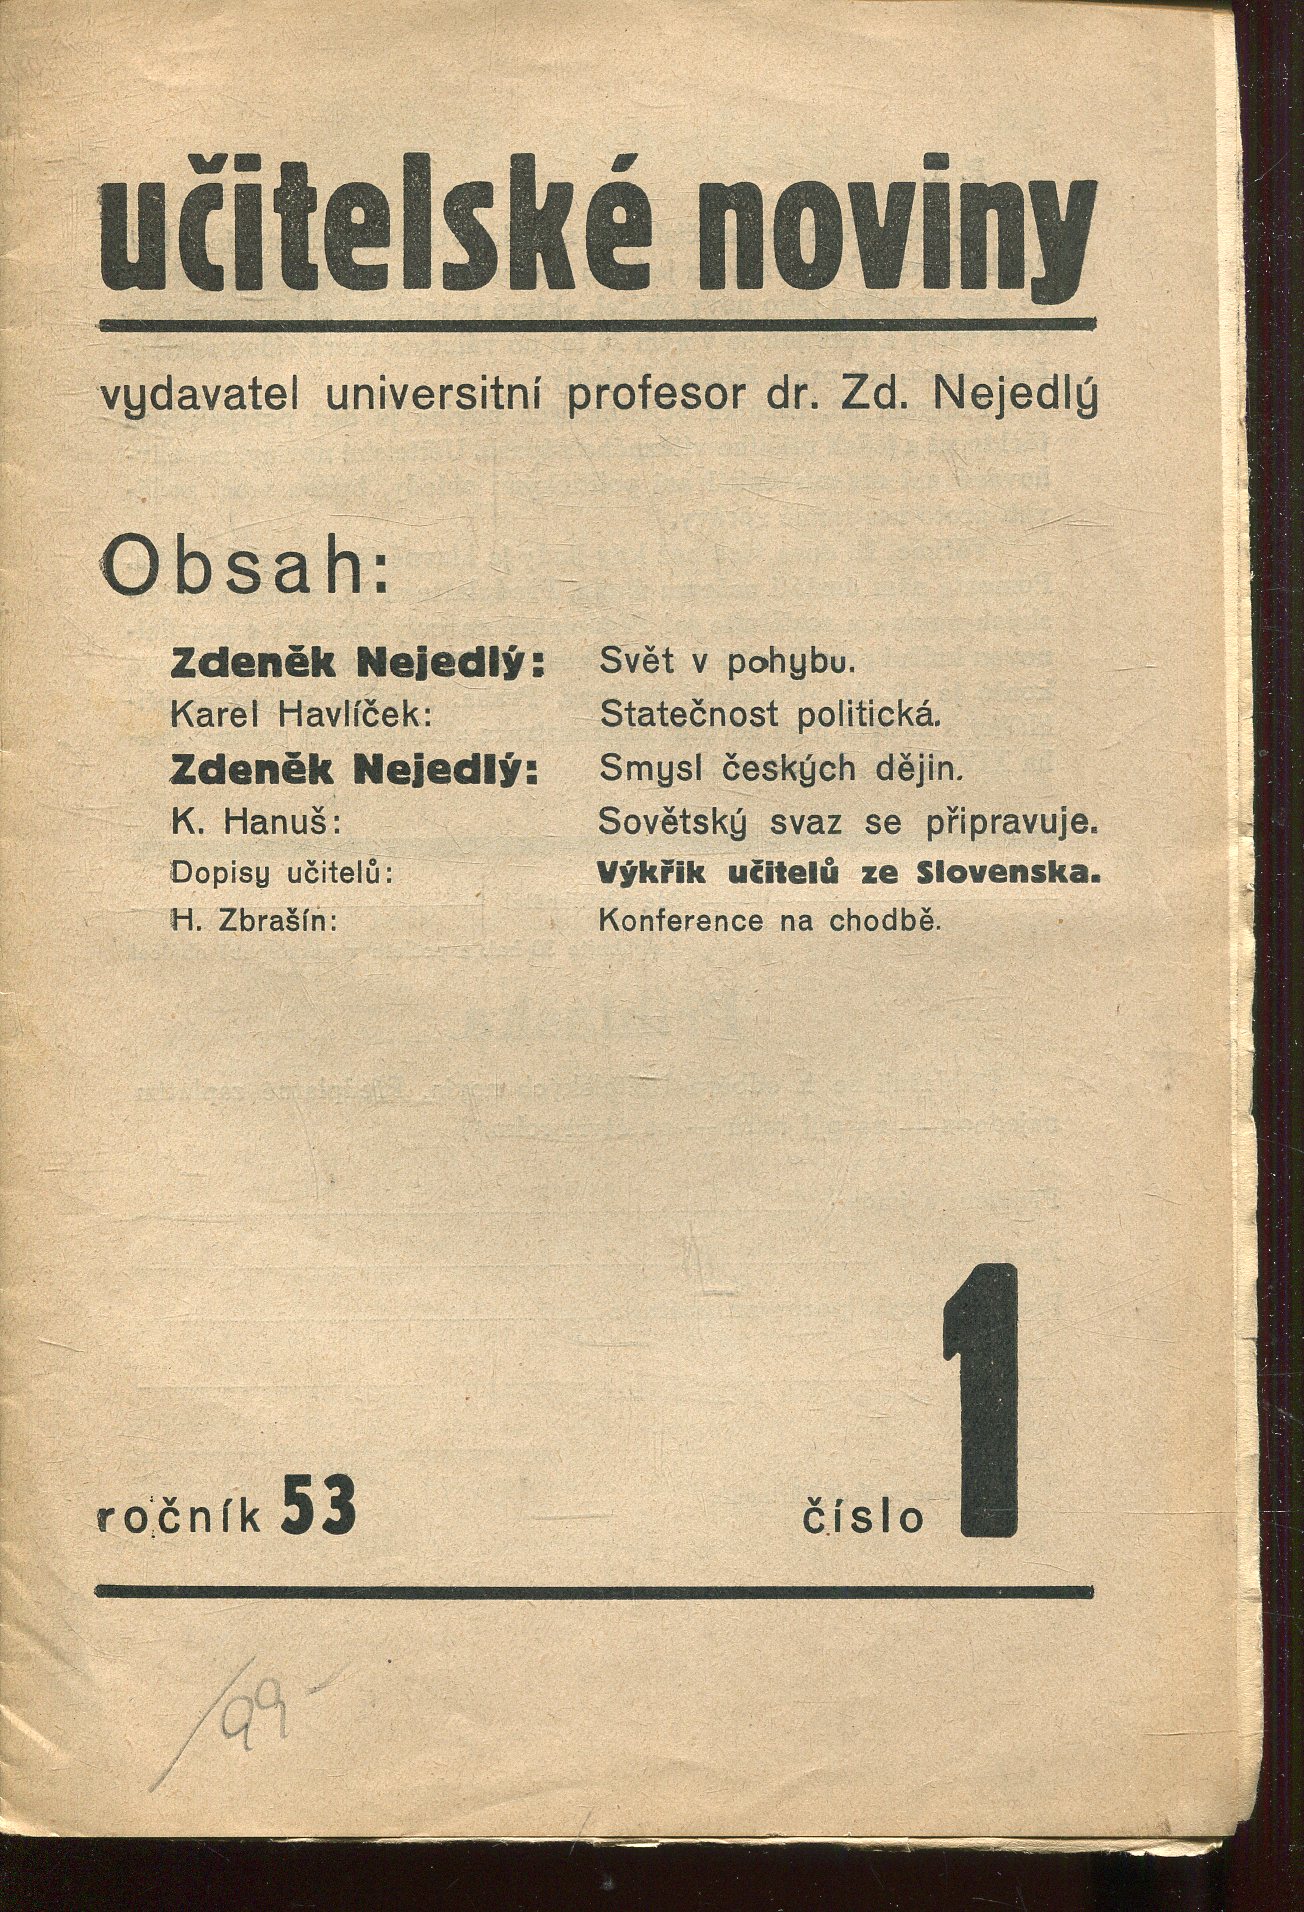 učitelské noviny
vydavatel universitní profesor dr. Zd. Nejedlý
Obsah:
Zdeněk Nejedlý: Svět v pohybu.
Karel Havlíček: Statečnost politická.
Zdeněk Nejedlý: Smysl českých dějin.
K. Hanuš: Sovětský svaz se připravuje.
Dopisy učitelů: Výkřik učitelů ze Slovenska.
H. Zbrašín: Konference na chodbě.
ročník 53 číslo 1
99-